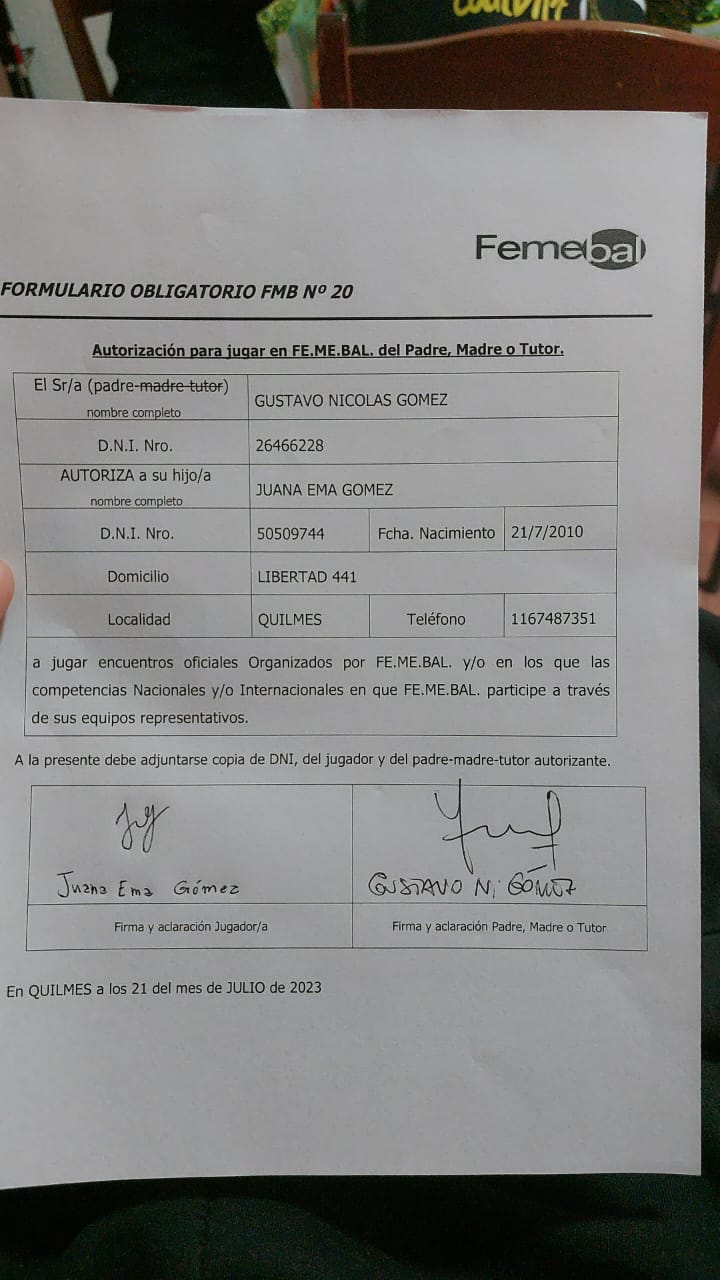 Femebal
FORMULARIO OBLIGATORIO FMB Nº 20
Autorización para jugar en FE.ME.BAL. del Padre, Madre o Tutor.
El Sr/a (padre-madre-tutor)
nombre completo
GUSTAVO NICOLAS GOMEZ
D.N.I. Nro.
26466228
AUTORIZA a su hijo/a
nombre completo
JUANA EMA GOMEZ
D.N.I. Nro.
50509744
Fcha. Nacimiento
21/7/2010
Domicilio
LIBERTAD 441
Localidad
QUILMES
Teléfono
1167487351
a jugar encuentros oficiales Organizados por FE.ME.BAL. y/o en los que las
competencias Nacionales y/o Internacionales en que FE.ME.BAL. participe a través
de sus equipos representativos.
A la presente debe adjuntarse copia de DNI, del jugador y del padre-madre-tutor autorizante.
Juana Ema Gómez
GUSTAVO N. GÓMEZ
Firma y aclaración Jugador/a
Firma y aclaración Padre, Madre o Tutor
En QUILMES a los 21 del mes de JULIO de 2023